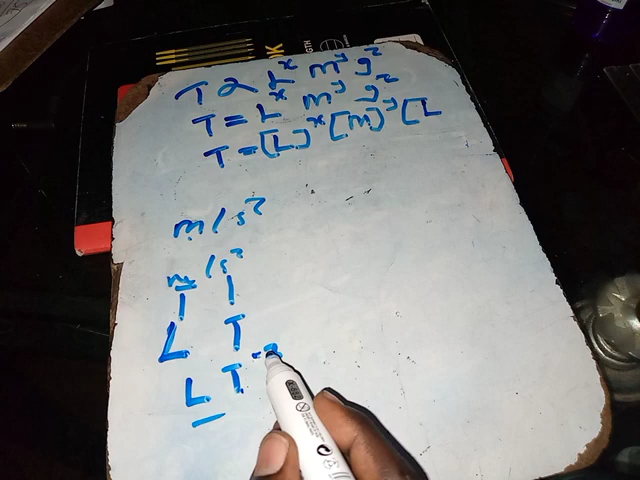 T α r^x m^y g^z
T = r^x m^y g^z
T = [L]^x [m]^y [L
m/s²
m/s²
L T
L T⁻²